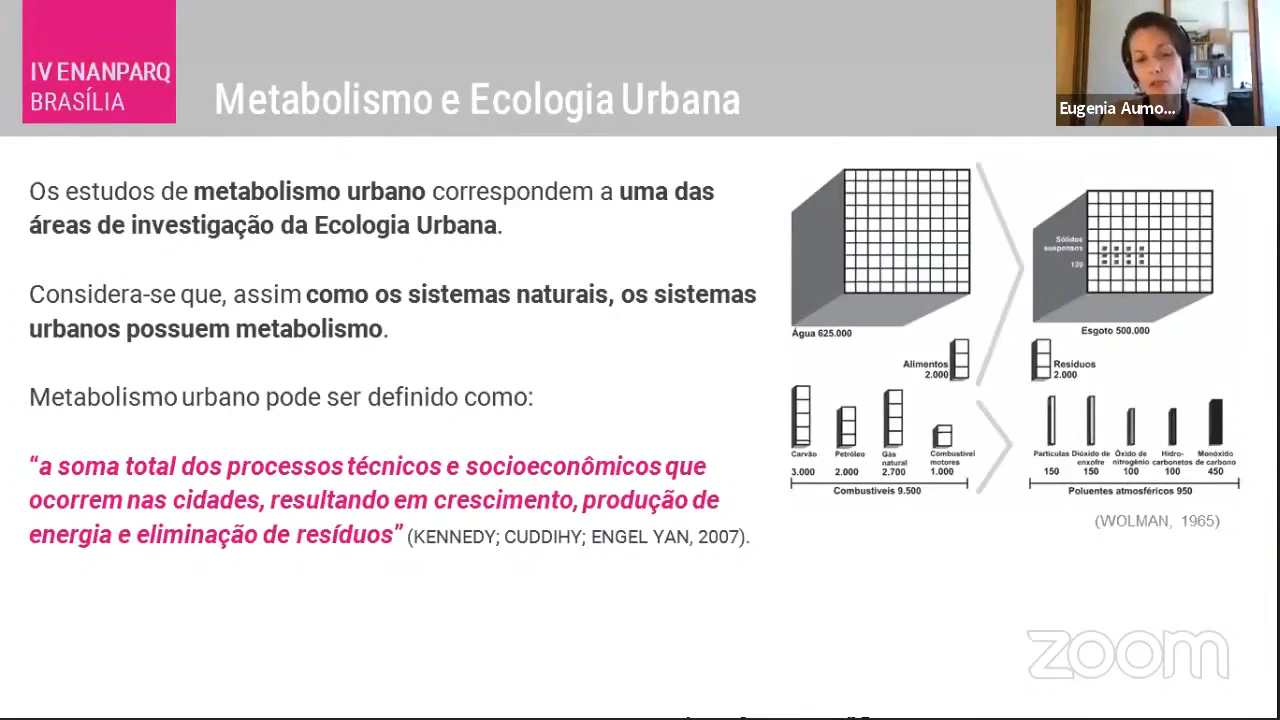 IV ENANPARQ
BRASÍLIA
Metabolismo e Ecologia Urbana
Eugenia Aumo...
Os estudos de metabolismo urbano correspondem a uma das
áreas de investigação da Ecologia Urbana.
Considera-se que, assim como os sistemas naturais, os sistemas
urbanos possuem metabolismo.
Metabolismo urbano pode ser definido como:
“a soma total dos processos técnicos e socioeconômicos que
ocorrem nas cidades, resultando em crescimento, produção de
energia e eliminação de resíduos” (KENNEDY; CUDDIHY; ENGEL YAN, 2007).
Água 625.000
Alimentos
2.000
Carvão
3.000
Petróleo
2.000
Gás
natural
2.700
Combustível
motores
1.000
Combustíveis 9.500
Sólidos
suspensos
120
Esgoto 500.000
Resíduos
2.000
Partículas
150
Dióxido de
enxofre
150
Óxido de
nitrogênio
100
Hidro-
carbonetos
100
Monóxido
de carbono
450
Poluentes atmosféricos 950
(WOLMAN, 1965)
zoom